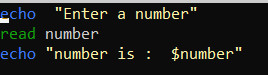 echo  "Enter a number"
read number
echo "number is :  $number"